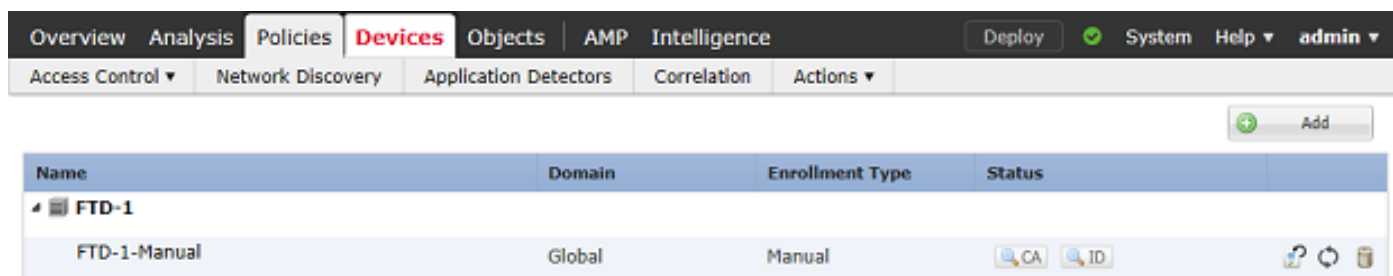 Overview Analysis Policies Devices Objects AMP Intelligence Deploy System Help ▾ admin ▾
Access Control ▾ Network Discovery Application Detectors Correlation Actions ▾
Add
Name Domain Enrollment Type Status
FTD-1
FTD-1-Manual Global Manual CA ID